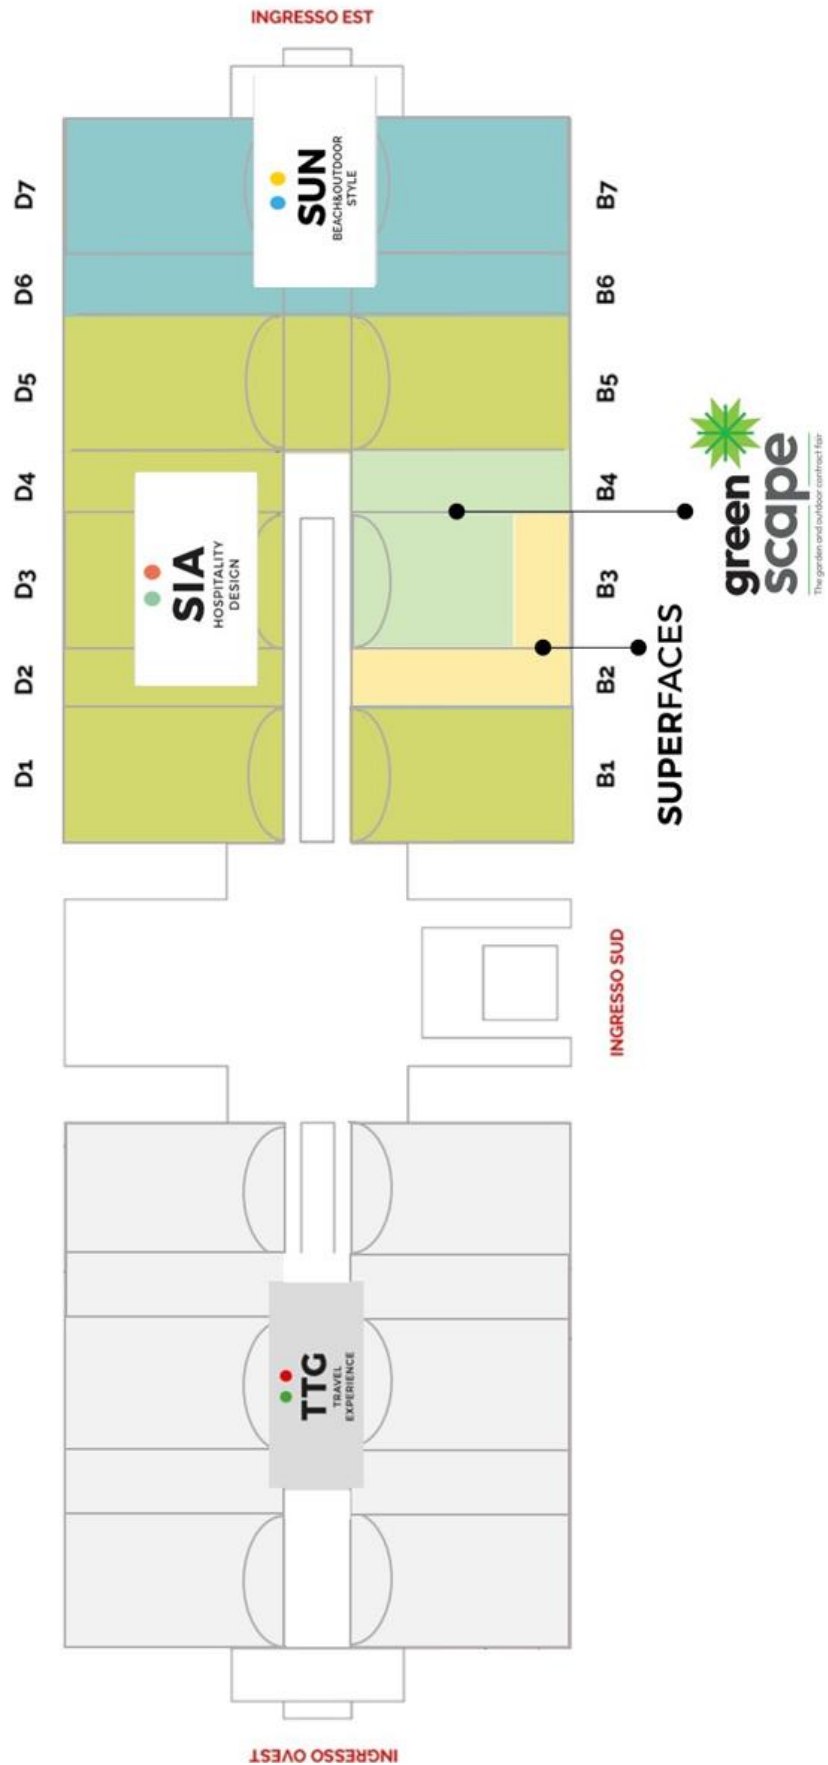 INGRESSO EST
D7
D6
D5
D4
D3
D2
D1
SUN
BEACH&OUTDOOR
STYLE
SIA
HOSPITALITY
DESIGN
B7
B6
B5
B4
B3
B2
B1
green
scape
The garden and outdoor contract fair
SUPERFACES
INGRESSO SUD
TTG
TRAVEL
EXPERIENCE
INGRESSO OVEST